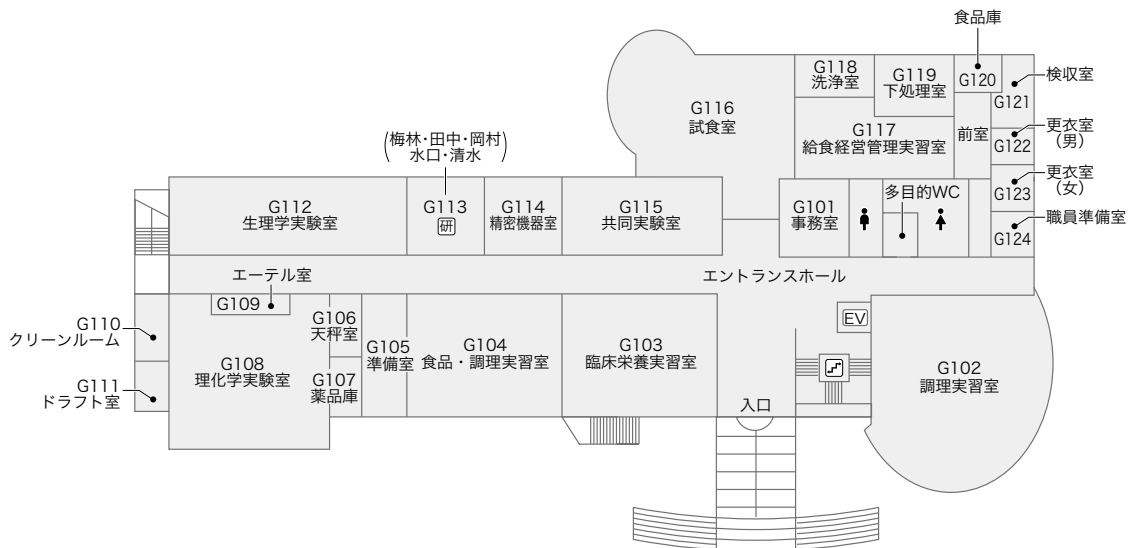 食品庫
G118
洗浄室
G119
下処理室
G120
検収室
G121
G116
試食室
G117
給食経営管理実習室
前室
更衣室
(男)
G122
(梅林・田中・岡村
水口・清水)
更衣室
(女)
G123
多目的WC
G112
生理学実験室
G113
研
G114
精密機器室
G115
共同実験室
G101
事務室
職員準備室
G124
エーテル室
エントランスホール
G109
G110
クリーンルーム
G106
天秤室
EV
G105
準備室
G104
食品・調理実習室
G103
臨床栄養実習室
G108
理化学実験室
G102
調理実習室
G111
ドラフト室
G107
薬品庫
入口